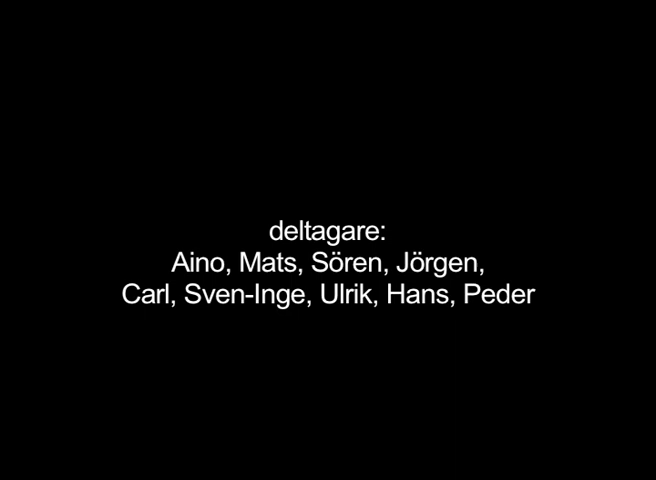 deltagare:
Aino, Mats, Sören, Jörgen,
Carl, Sven-Inge, Ulrik, Hans, Peder